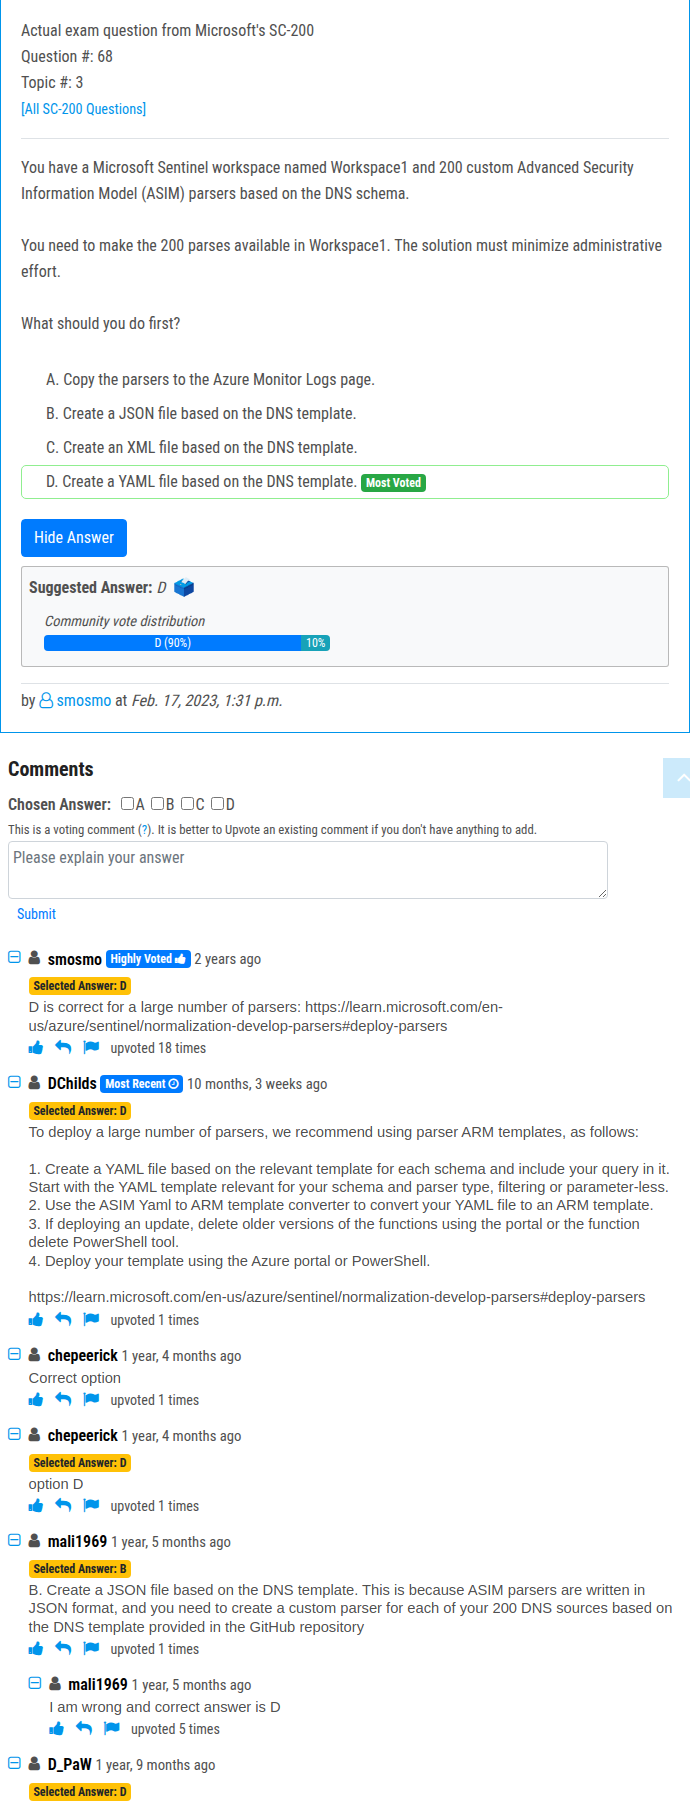 Actual exam question from Microsoft's SC-200
Question #: 68
Topic #: 3
[All SC-200 Questions]
You have a Microsoft Sentinel workspace named Workspace1 and 200 custom Advanced Security
Information Model (ASIM) parsers based on the DNS schema.
You need to make the 200 parses available in Workspace1. The solution must minimize administrative
effort.
What should you do first?
A. Copy the parsers to the Azure Monitor Logs page.
B. Create a JSON file based on the DNS template.
C. Create an XML file based on the DNS template.
D. Create a YAML file based on the DNS template. Most Voted
Hide Answer
Suggested Answer: D
Community vote distribution
D (90%) 10%
by smosmo at Feb. 17, 2023, 1:31 p.m.
Comments
Chosen Answer: A B C D
This is a voting comment (?). It is better to Upvote an existing comment if you don't have anything to add.
Please explain your answer
Submit
smosmo Highly Voted 2 years ago
Selected Answer: D
D is correct for a large number of parsers: https://learn.microsoft.com/en-
us/azure/sentinel/normalization-develop-parsers#deploy-parsers
upvoted 18 times
DChilds Most Recent 10 months, 3 weeks ago
Selected Answer: D
To deploy a large number of parsers, we recommend using parser ARM templates, as follows:
1. Create a YAML file based on the relevant template for each schema and include your query in it.
Start with the YAML template relevant for your schema and parser type, filtering or parameter-less.
2. Use the ASIM Yaml to ARM template converter to convert your YAML file to an ARM template.
3. If deploying an update, delete older versions of the functions using the portal or the function
delete PowerShell tool.
4. Deploy your template using the Azure portal or PowerShell.
https://learn.microsoft.com/en-us/azure/sentinel/normalization-develop-parsers#deploy-parsers
upvoted 1 times
chepeerick 1 year, 4 months ago
Correct option
upvoted 1 times
chepeerick 1 year, 4 months ago
Selected Answer: D
option D
upvoted 1 times
mali1969 1 year, 5 months ago
Selected Answer: B
B. Create a JSON file based on the DNS template. This is because ASIM parsers are written in
JSON format, and you need to create a custom parser for each of your 200 DNS sources based on
the DNS template provided in the GitHub repository
upvoted 1 times
mali1969 1 year, 5 months ago
I am wrong and correct answer is D
upvoted 5 times
D_PaW 1 year, 9 months ago
Selected Answer: D